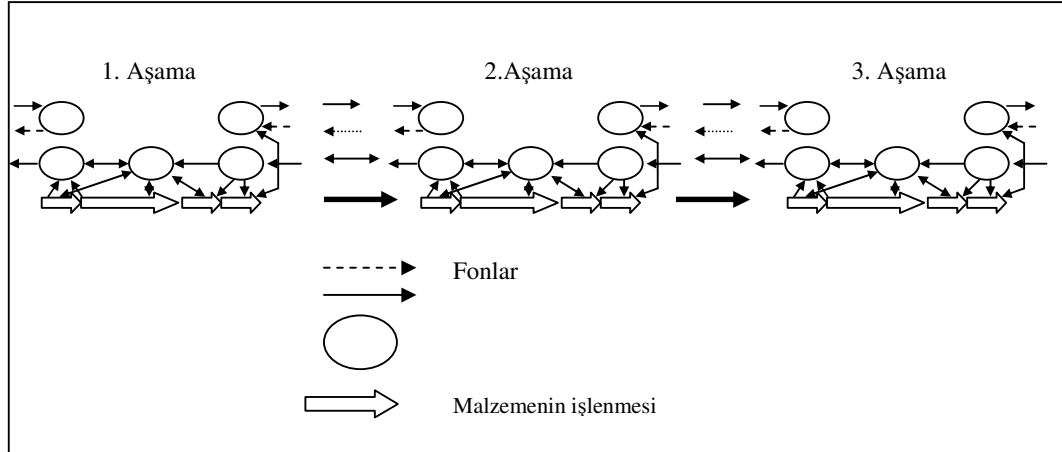 1. Aşama
2.Aşama
3. Aşama
Fonlar
Malzemenin işlenmesi